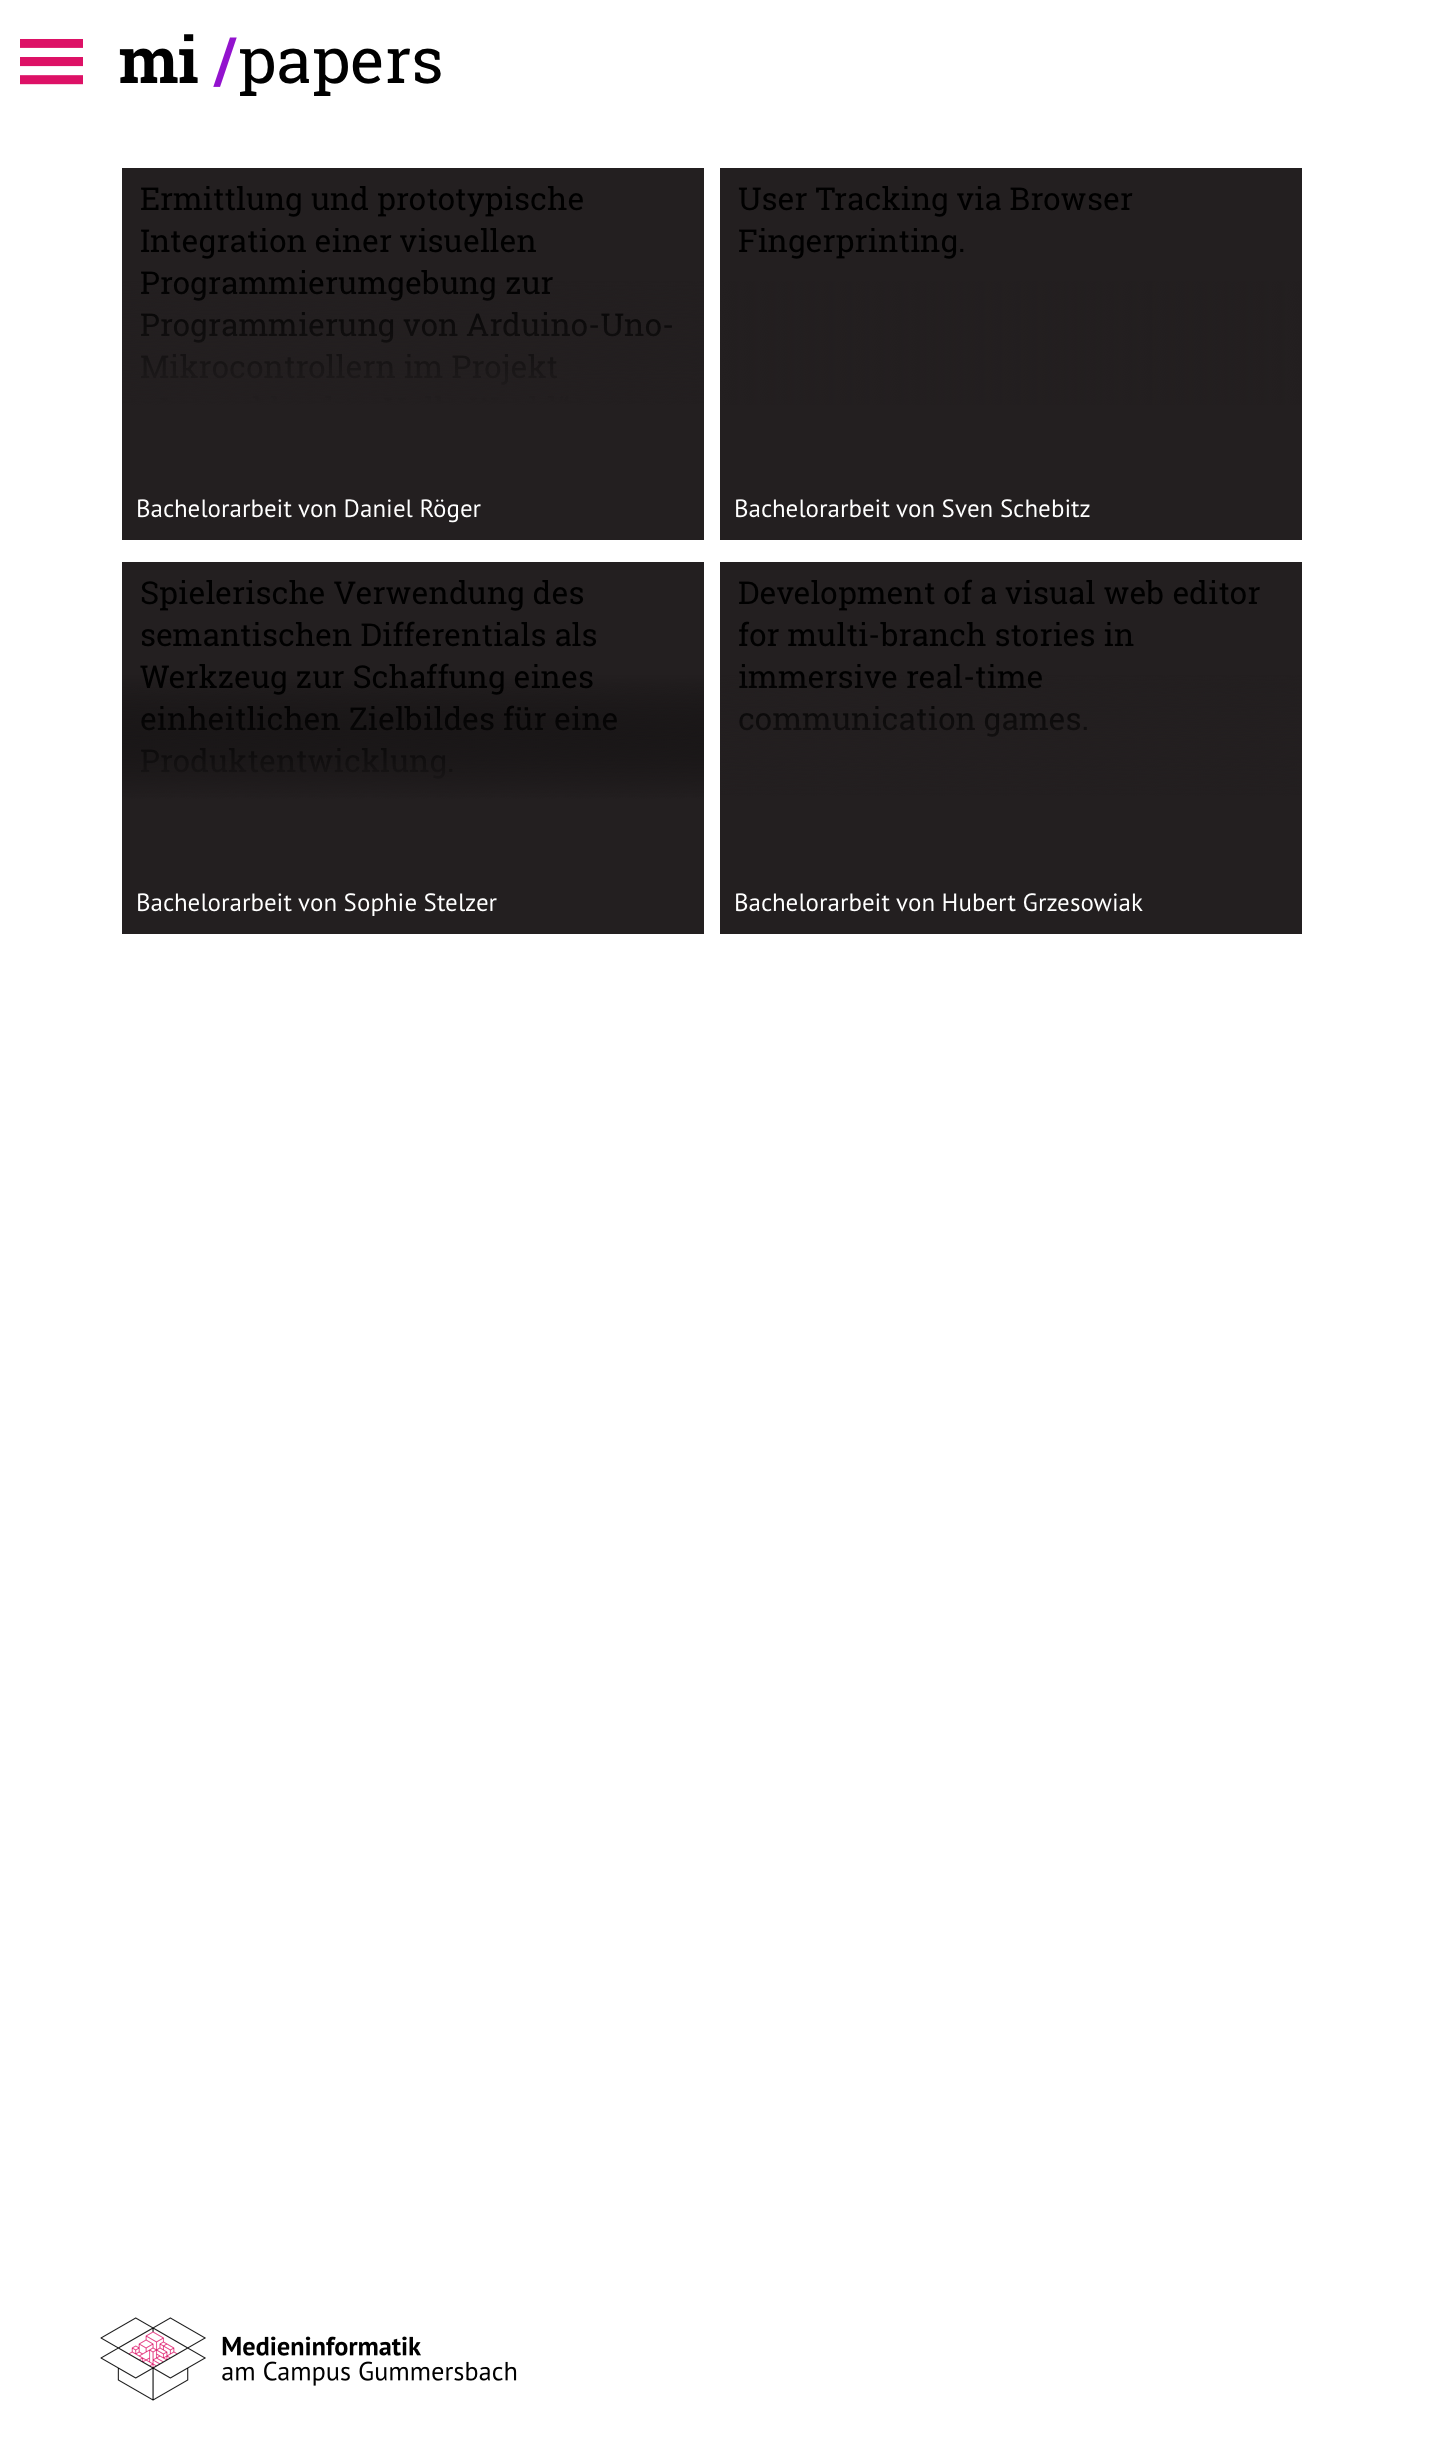 mi /papers
Ermittlung und prototypische
Integration einer visuellen
Programmierumgebung zur
Programmierung von Arduino-Uno-
Mikrocontrollern im Projekt
Bachelorarbeit von Daniel Röger
User Tracking via Browser
Fingerprinting.
Bachelorarbeit von Sven Schebitz
Spielerische Verwendung des
semantischen Differentials als
Werkzeug zur Schaffung eines
einheitlichen Zielbildes für eine
Produktentwicklung.
Bachelorarbeit von Sophie Stelzer
Development of a visual web editor
for multi-branch stories in
immersive real-time
communication games.
Bachelorarbeit von Hubert Grzesowiak
Medieninformatik
am Campus Gummersbach